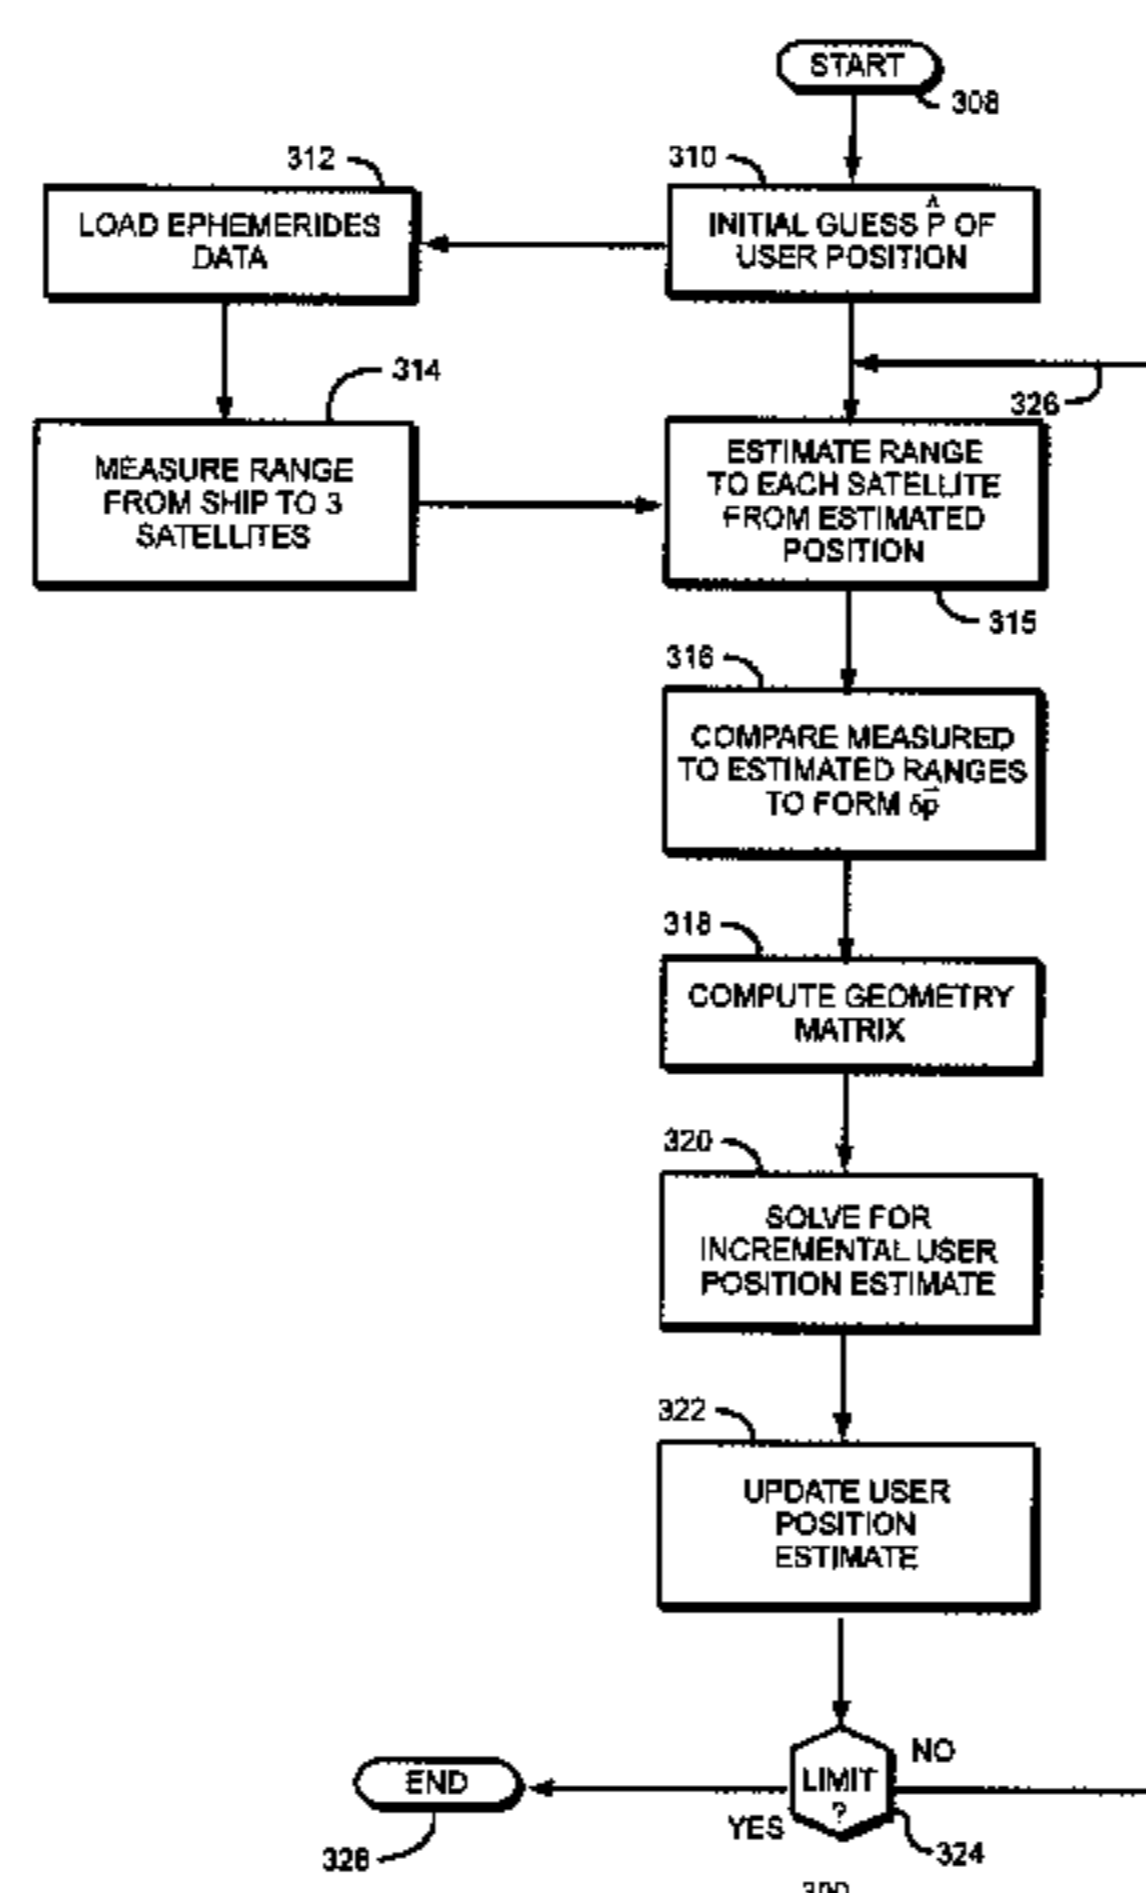 START
308
312
310
LOAD EPHEMERIDES
DATA
INITIAL GUESS P̂ OF
USER POSITION
314
326
MEASURE RANGE
FROM SHIP TO 3
SATELLITES
ESTIMATE RANGE
TO EACH SATELLITE
FROM ESTIMATED
POSITION
315
316
COMPARE MEASURED
TO ESTIMATED RANGES
TO FORM δp⃗
318
COMPUTE GEOMETRY
MATRIX
320
SOLVE FOR
INCREMENTAL USER
POSITION ESTIMATE
322
UPDATE USER
POSITION
ESTIMATE
NO
END
LIMIT
?
YES
328
324